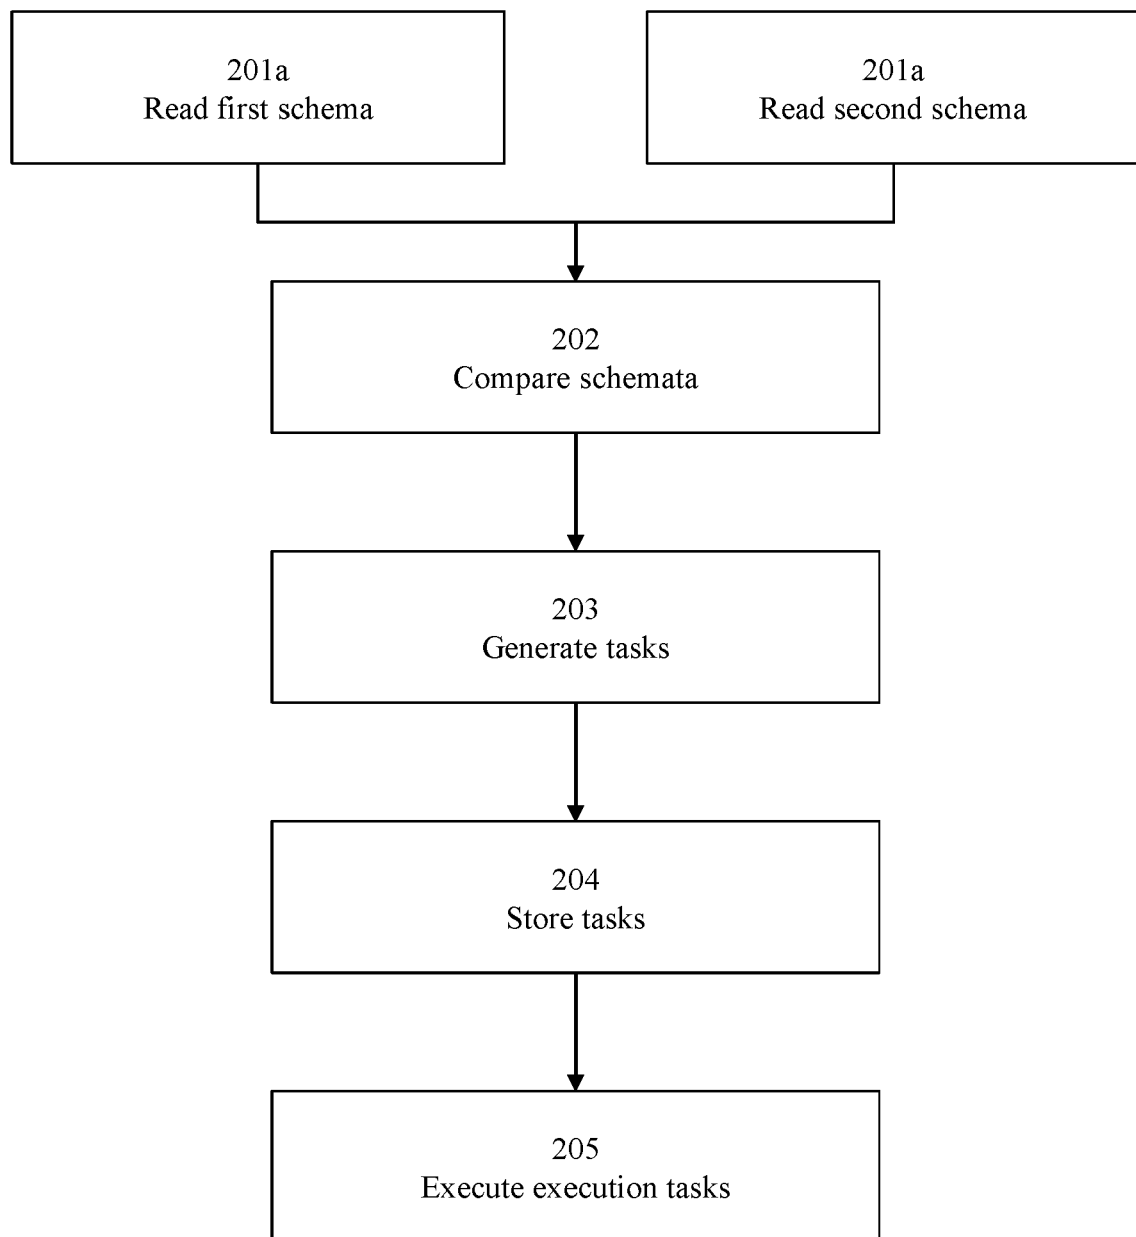 201a
Read first schema
201a
Read second schema
202
Compare schemata
203
Generate tasks
204
Store tasks
205
Execute execution tasks